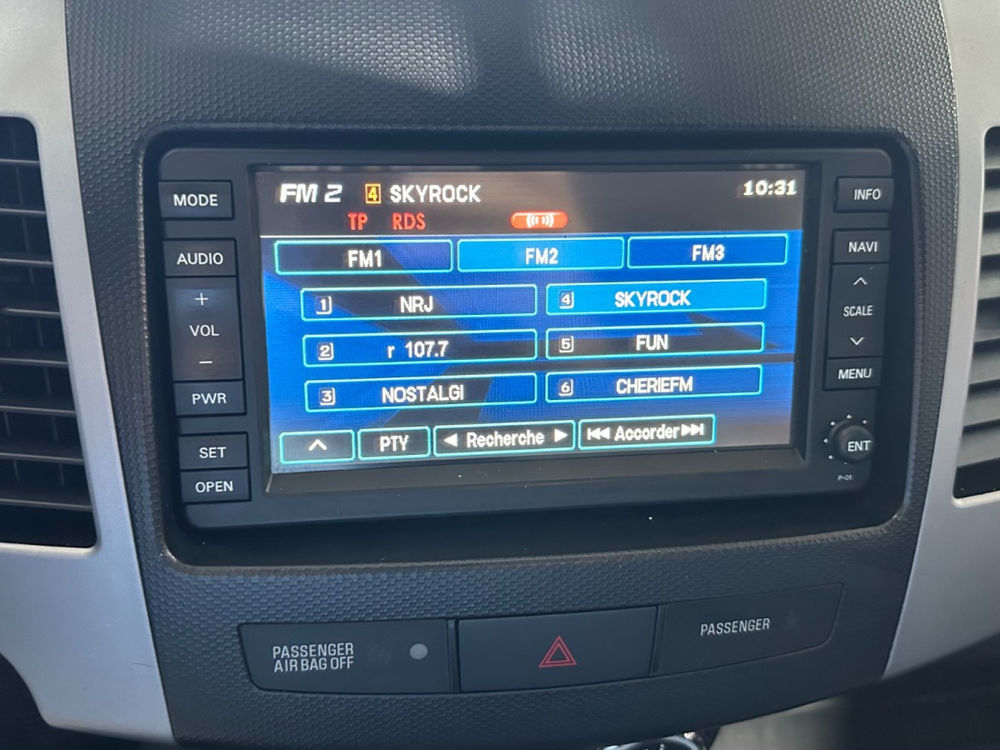 FM 2 4 SKYROCK 10:31
TP RDS
FM1 FM2 FM3
1 NRJ 4 SKYROCK
2 r 107.7 5 FUN
3 NOSTALGI 6 CHERIEFM
PTY ◀ Recherche ▶ Accorder
MODE
AUDIO
+
VOL
−
PWR
SET
OPEN
INFO
NAVI
SCALE
MENU
ENT
P-01
PASSENGER
AIR BAG OFF
PASSENGER